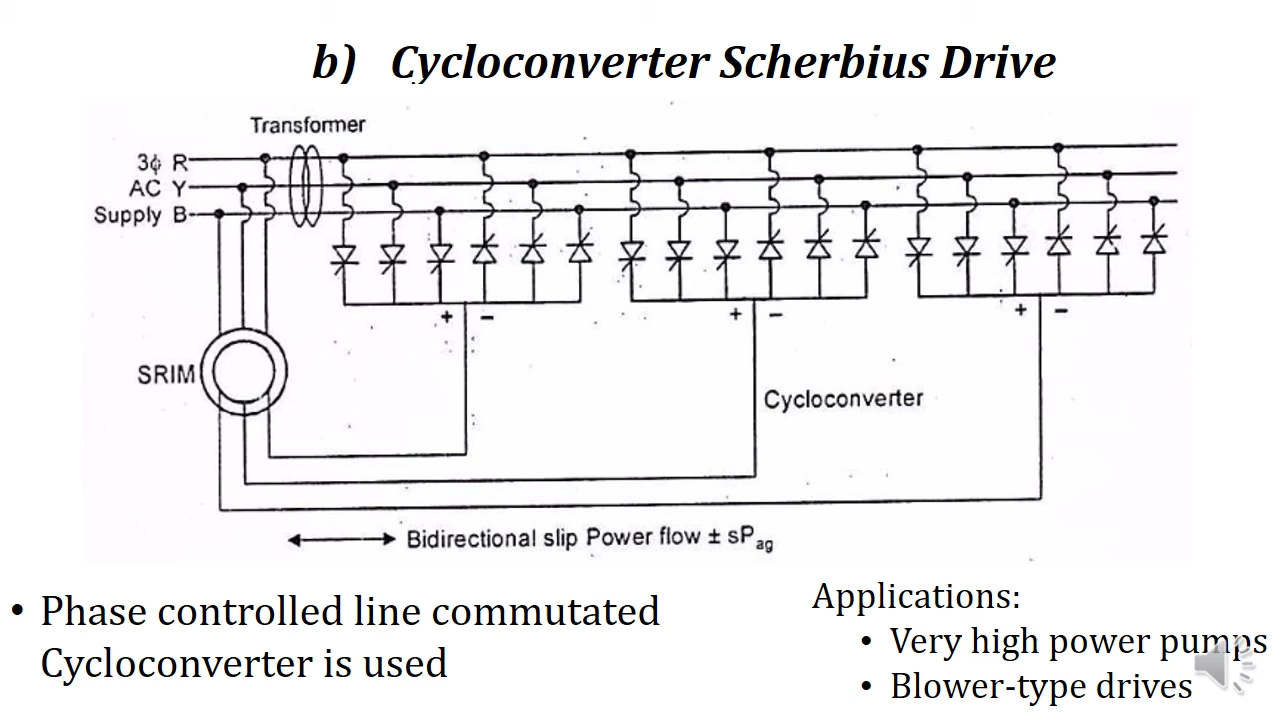 b) Cycloconverter Scherbius Drive
Transformer
3ϕ R
AC Y
Supply B
+ −
+ −
+ −
SRIM
Cycloconverter
Bidirectional slip Power flow ± sPag
• Phase controlled line commutated
Cycloconverter is used
Applications:
• Very high power pumps
• Blower-type drives